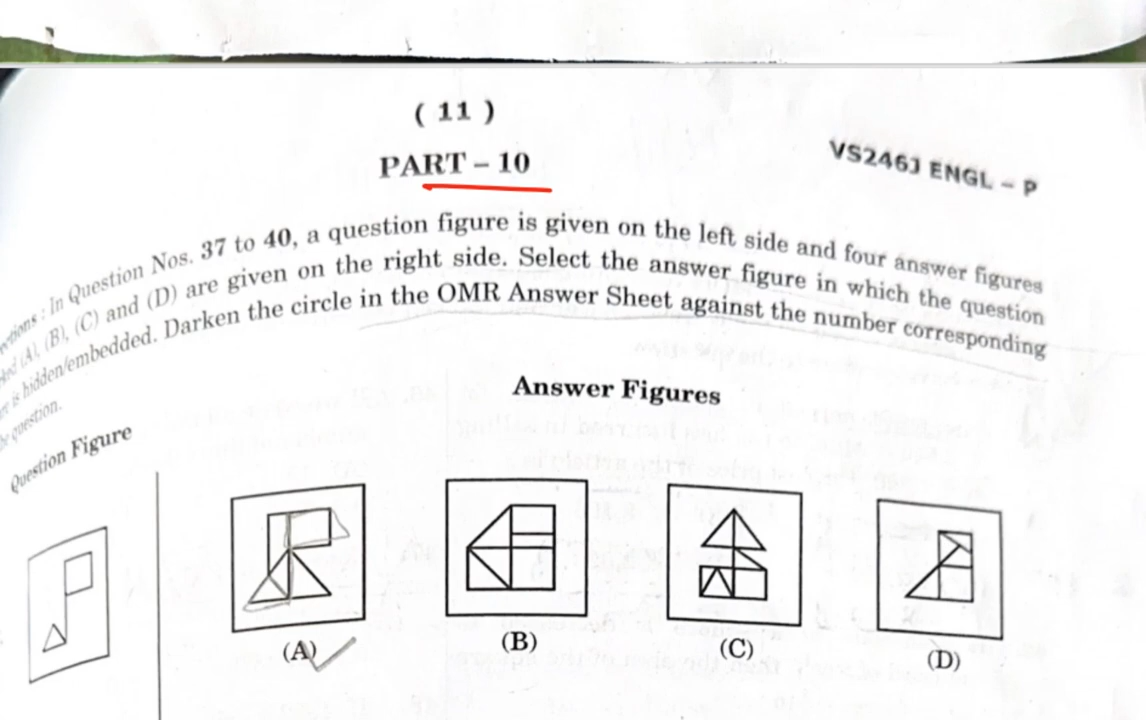 ( 11 )
VS246J ENGL – P
PART – 10
ections : In Question Nos. 37 to 40, a question figure is given on the left side and four answer figures
(A), (B), (C) and (D) are given on the right side. Select the answer figure in which the question
is hidden/embedded. Darken the circle in the OMR Answer Sheet against the number corresponding
question.
Question Figure
Answer Figures
(A) (B) (C) (D)